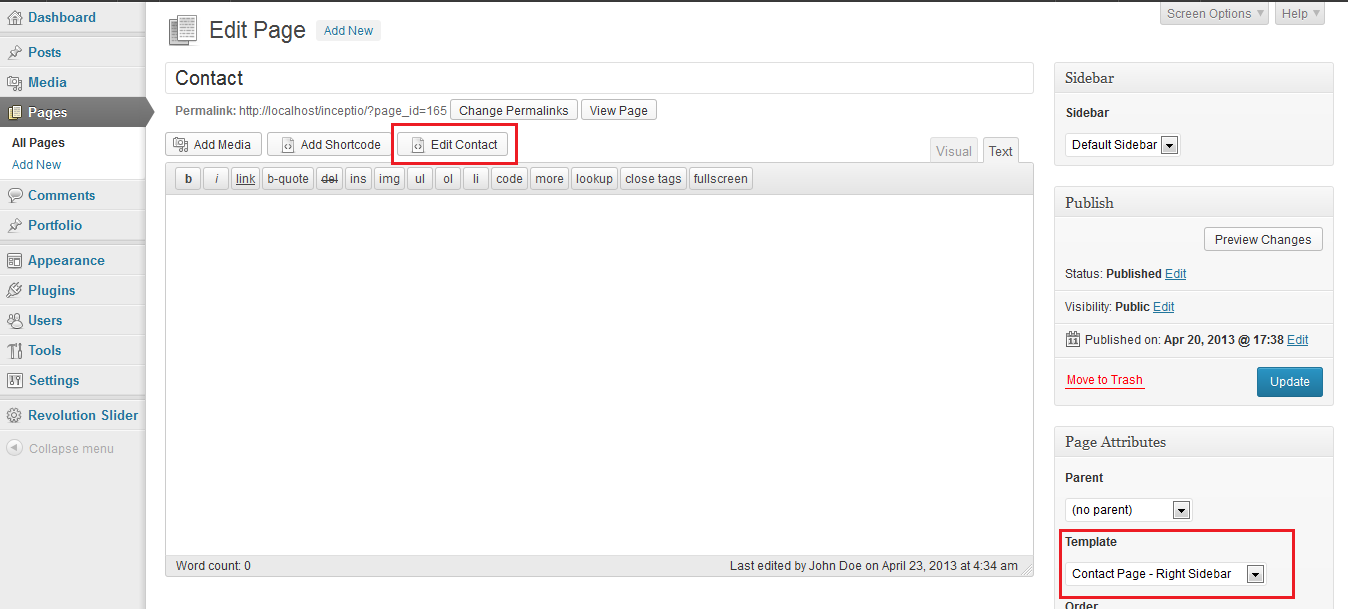 Dashboard
Posts
Media
Pages
All Pages
Add New
Comments
Portfolio
Appearance
Plugins
Users
Tools
Settings
Revolution Slider
Collapse menu
Screen Options Help
Edit Page Add New
Contact
Permalink: http://localhost/inceptio/?page_id=165 Change Permalinks View Page
Add Media Add Shortcode Edit Contact Visual Text
b i link b-quote del ins img ul ol li code more lookup close tags fullscreen
Word count: 0 Last edited by John Doe on April 23, 2013 at 4:34 am
Sidebar
Sidebar
Default Sidebar
Publish
Preview Changes
Status: Published Edit
Visibility: Public Edit
11 Published on: Apr 20, 2013 @ 17:38 Edit
Move to Trash Update
Page Attributes
Parent
(no parent)
Template
Contact Page - Right Sidebar
Order